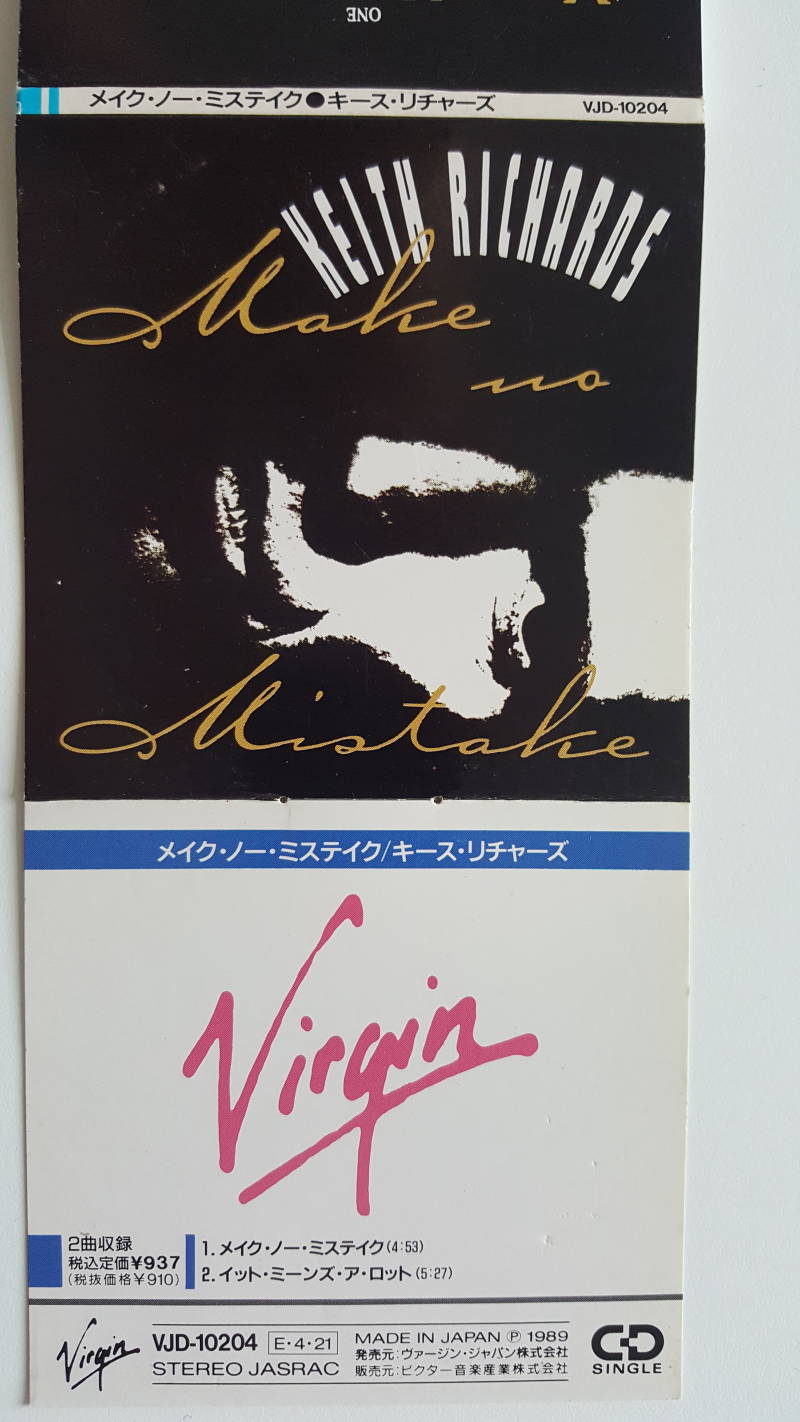 ONE
メイク・ノー・ミステイク●キース・リチャーズ VJD-10204
KEITH RICHARDS
Make
no
Mistake
メイク・ノー・ミステイク/キース・リチャーズ
Virgin
2曲収録
税込定価¥937
(税抜価格¥910)
1.メイク・ノー・ミステイク(4:53)
2.イット・ミーンズ・ア・ロット(5:27)
Virgin
VJD-10204 E・4・21
STEREO JASRAC
MADE IN JAPAN Ⓟ 1989
発売元:ヴァージン・ジャパン株式会社
販売元:ビクター音楽産業株式会社
CD
SINGLE